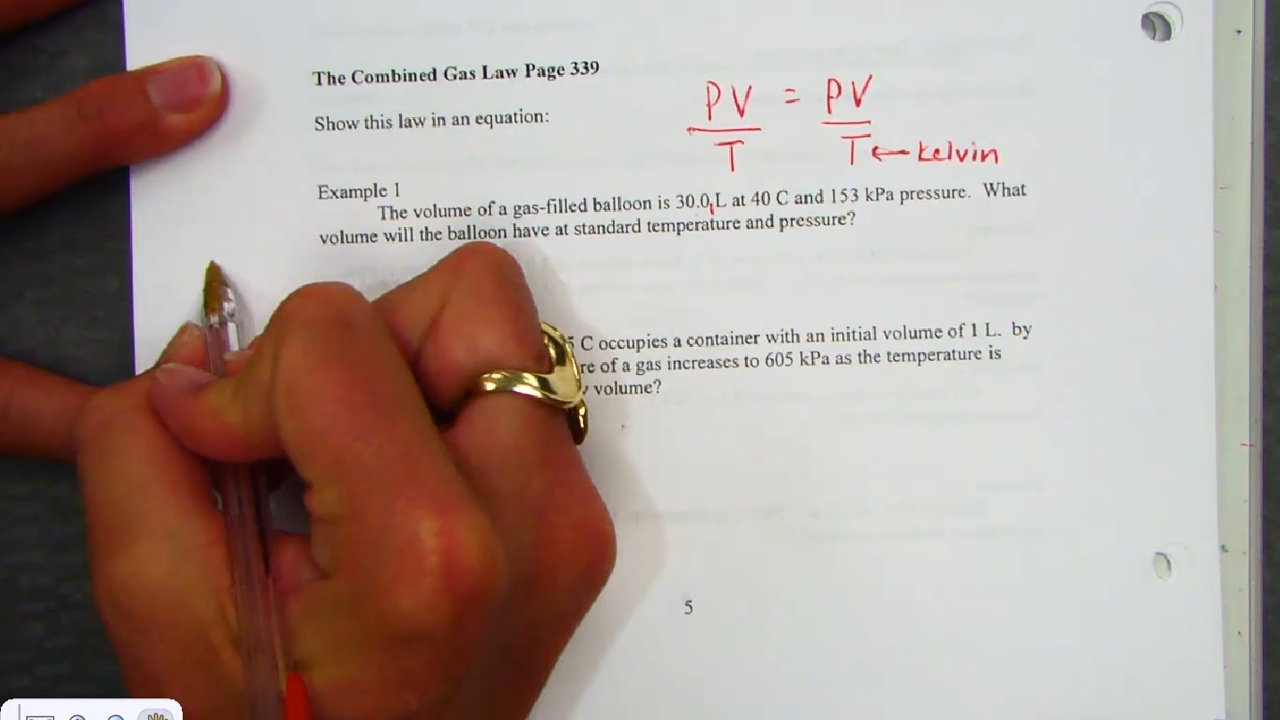 The Combined Gas Law Page 339
Show this law in an equation:
PV = PV
T T ← kelvin
Example 1
The volume of a gas-filled balloon is 30.0 L at 40 C and 153 kPa pressure. What
volume will the balloon have at standard temperature and pressure?
C occupies a container with an initial volume of 1 L. by
of a gas increases to 605 kPa as the temperature is
volume?
5